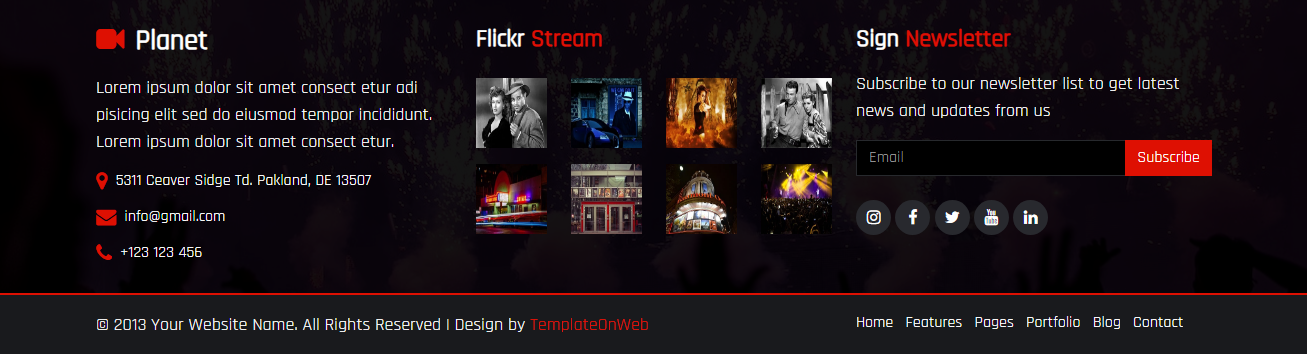 Planet
Lorem ipsum dolor sit amet consect etur adi
pisicing elit sed do eiusmod tempor incididunt.
Lorem ipsum dolor sit amet consect etur.
5311 Ceaver Sidge Td. Pakland, DE 13507
info@gmail.com
+123 123 456
Flickr Stream
Sign Newsletter
Subscribe to our newsletter list to get latest
news and updates from us
Email
Subscribe
You
Tube
© 2013 Your Website Name. All Rights Reserved | Design by TemplateOnWeb
Home Features Pages Portfolio Blog Contact